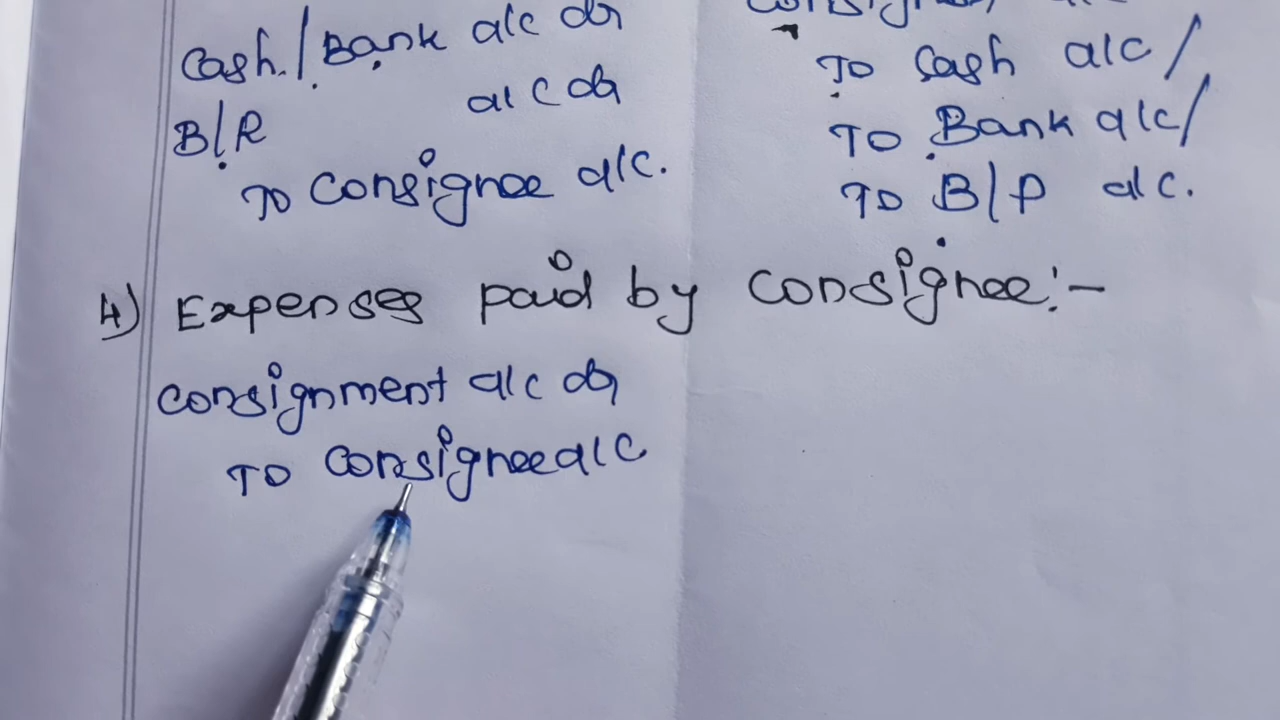 Cash./Bank a/c dr
a/c dr
B/R
To Consignee a/c.
To Cash a/c/
To Bank a/c/
To B/P a/c.
4) Expenses paid by consignee:-
consignment a/c dr
To Consignee a/c